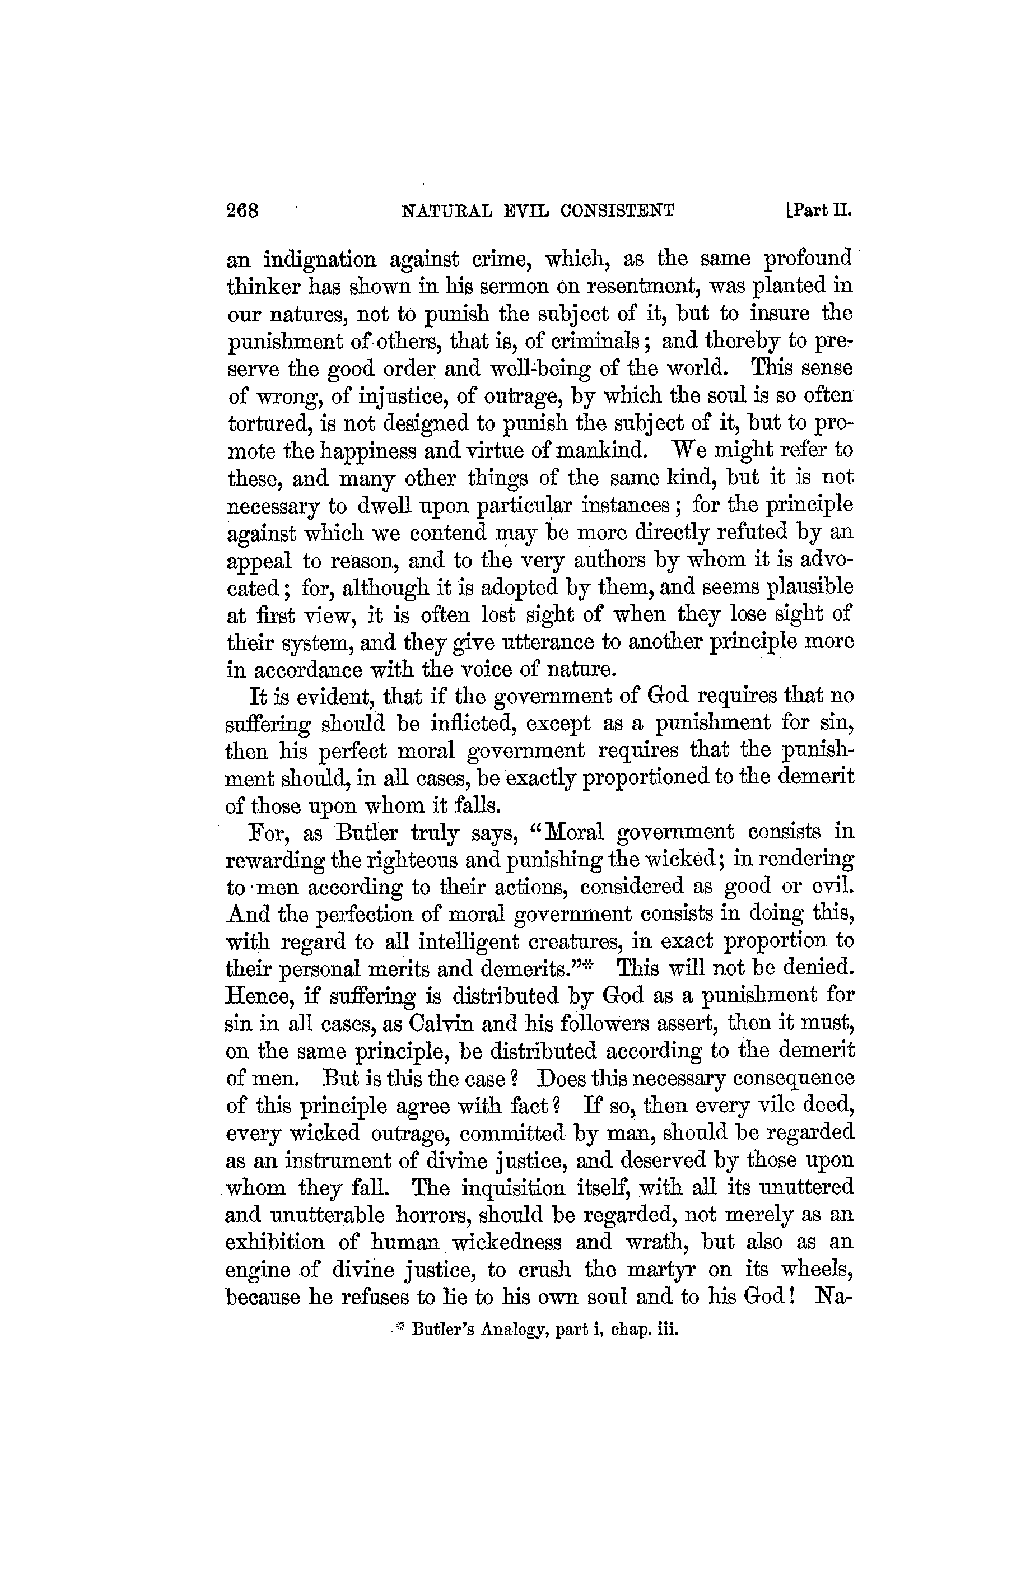 268 NATURAL EVIL CONSISTENT [Part II.
an indignation against crime, which, as the same profound
thinker has shown in his sermon on resentment, was planted in
our natures, not to punish the subject of it, but to insure the
punishment of others, that is, of criminals; and thereby to pre-
serve the good order and well-being of the world. This sense
of wrong, of injustice, of outrage, by which the soul is so often
tortured, is not designed to punish the subject of it, but to pro-
mote the happiness and virtue of mankind. We might refer to
these, and many other things of the same kind, but it is not
necessary to dwell upon particular instances; for the principle
against which we contend may be more directly refuted by an
appeal to reason, and to the very authors by whom it is advo-
cated; for, although it is adopted by them, and seems plausible
at first view, it is often lost sight of when they lose sight of
their system, and they give utterance to another principle more
in accordance with the voice of nature.
It is evident, that if the government of God requires that no
suffering should be inflicted, except as a punishment for sin,
then his perfect moral government requires that the punish-
ment should, in all cases, be exactly proportioned to the demerit
of those upon whom it falls.
For, as Butler truly says, "Moral government consists in
rewarding the righteous and punishing the wicked; in rendering
to men according to their actions, considered as good or evil.
And the perfection of moral government consists in doing this,
with regard to all intelligent creatures, in exact proportion to
their personal merits and demerits."* This will not be denied.
Hence, if suffering is distributed by God as a punishment for
sin in all cases, as Calvin and his followers assert, then it must,
on the same principle, be distributed according to the demerit
of men. But is this the case? Does this necessary consequence
of this principle agree with fact? If so, then every vile deed,
every wicked outrage, committed by man, should be regarded
as an instrument of divine justice, and deserved by those upon
whom they fall. The inquisition itself, with all its unuttered
and unutterable horrors, should be regarded, not merely as an
exhibition of human wickedness and wrath, but also as an
engine of divine justice, to crush the martyr on its wheels,
because he refuses to lie to his own soul and to his God! Na-
* Butler's Analogy, part i, chap. iii.